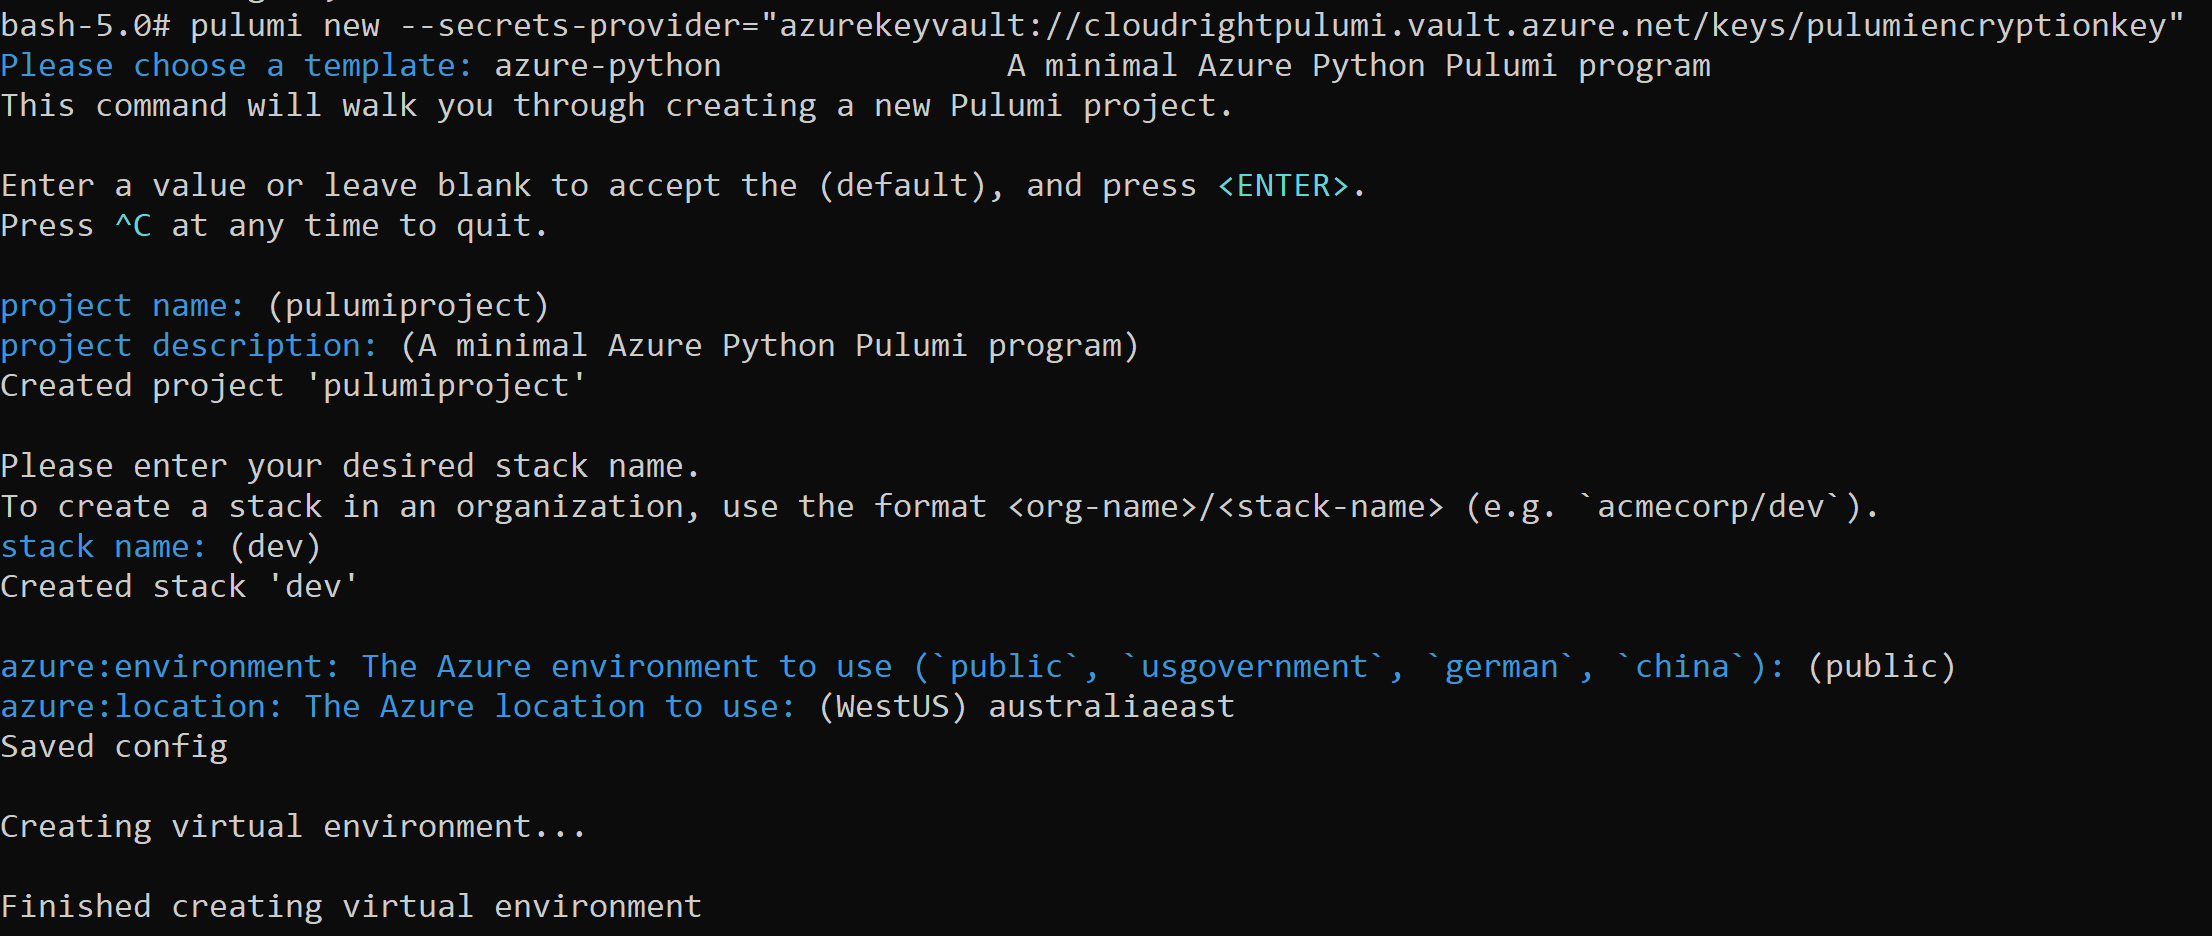 bash-5.0# pulumi new --secrets-provider="azurekeyvault://cloudrightpulumi.vault.azure.net/keys/pulumiencryptionkey"
Please choose a template: azure-python A minimal Azure Python Pulumi program
This command will walk you through creating a new Pulumi project.
Enter a value or leave blank to accept the (default), and press <ENTER>.
Press ^C at any time to quit.
project name: (pulumiproject)
project description: (A minimal Azure Python Pulumi program)
Created project 'pulumiproject'
Please enter your desired stack name.
To create a stack in an organization, use the format <org-name>/<stack-name> (e.g. `acmecorp/dev`).
stack name: (dev)
Created stack 'dev'
azure:environment: The Azure environment to use (`public`, `usgovernment`, `german`, `china`): (public)
azure:location: The Azure location to use: (WestUS) australiaeast
Saved config
Creating virtual environment...
Finished creating virtual environment